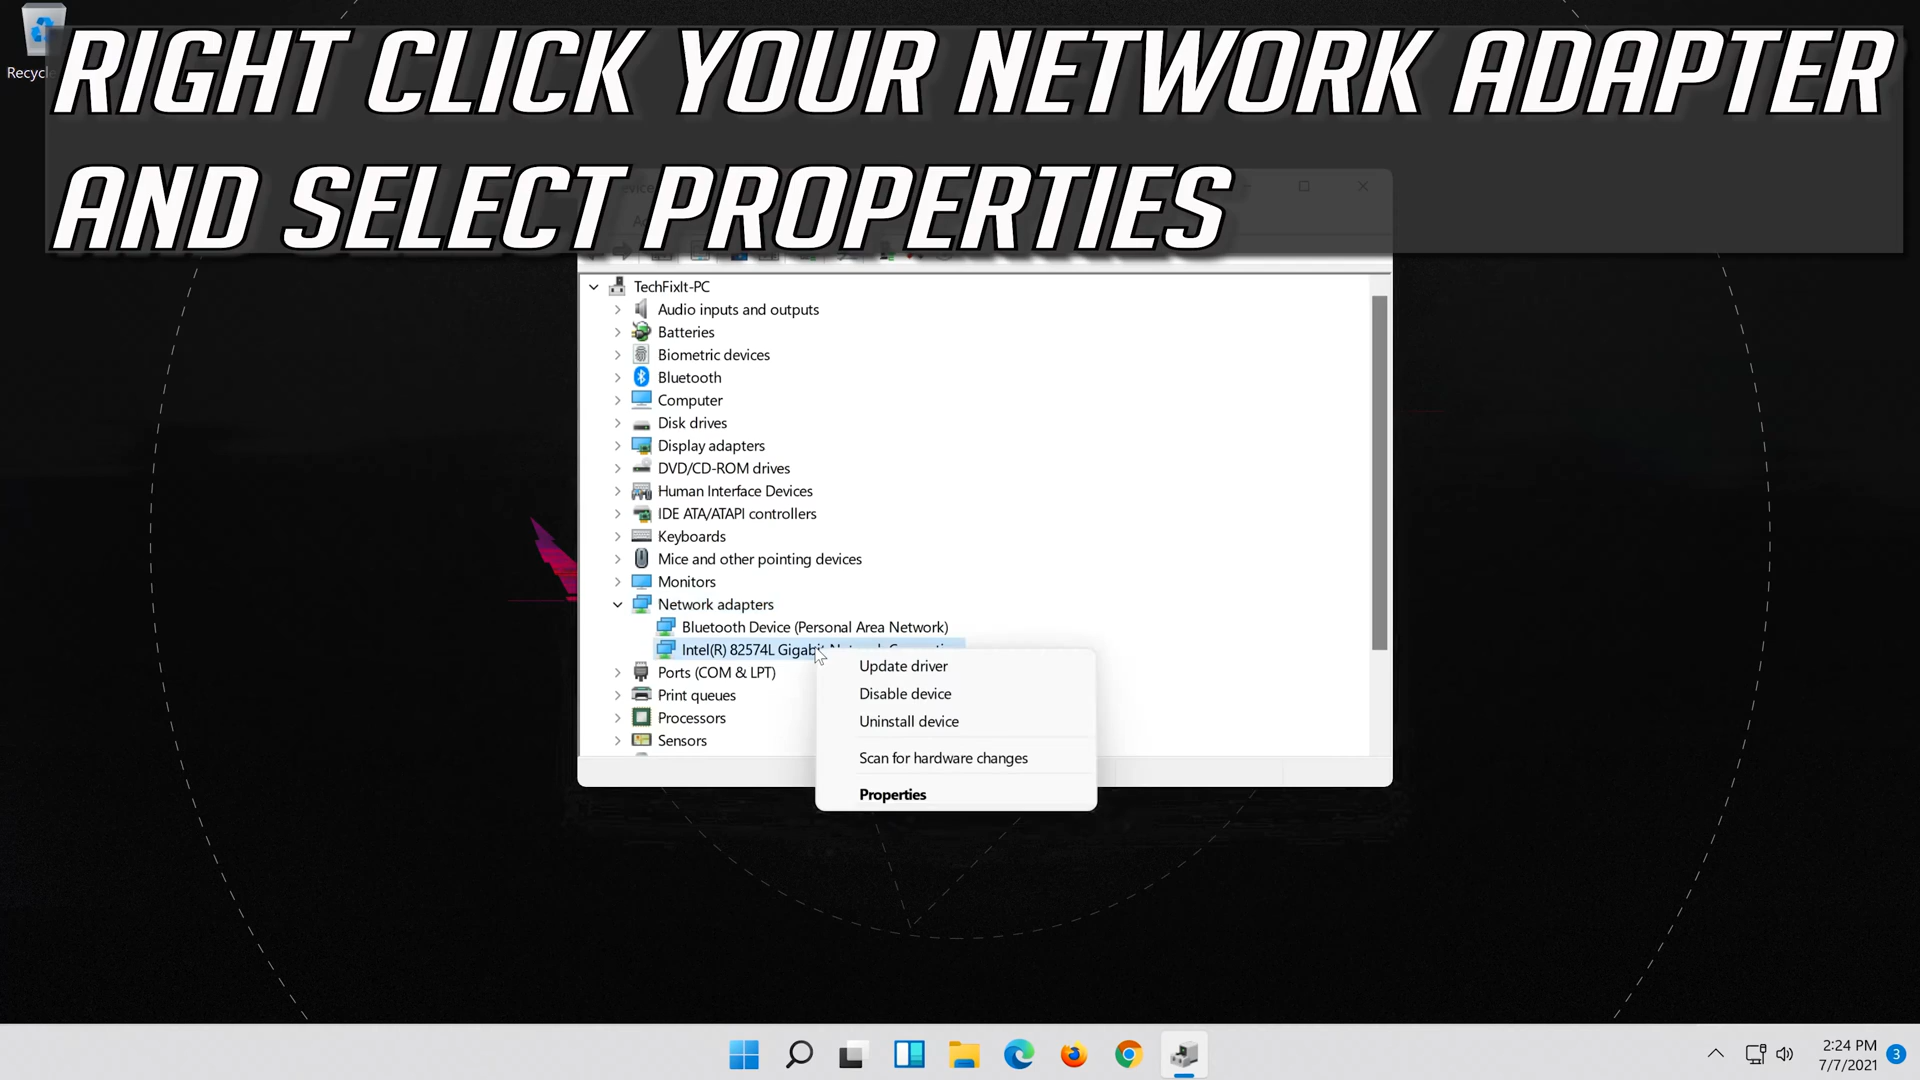 RIGHT CLICK YOUR NETWORK ADAPTER
AND SELECT PROPERTIES
TechFixIt-PC
Audio inputs and outputs
Batteries
Biometric devices
Bluetooth
Computer
Disk drives
Display adapters
DVD/CD-ROM drives
Human Interface Devices
IDE ATA/ATAPI controllers
Keyboards
Mice and other pointing devices
Monitors
Network adapters
Bluetooth Device (Personal Area Network)
Intel(R) 82574L Gigabit Network
Ports (COM & LPT)
Print queues
Processors
Sensors
Update driver
Disable device
Uninstall device
Scan for hardware changes
Properties
2:24 PM
7/7/2021
3